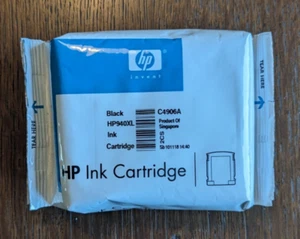 hp
invent
Black C4906A
HP940XL Product Of
Ink Singapore
Cartridge
HP Ink Cartridge
TEAR HERE
TEAR HERE